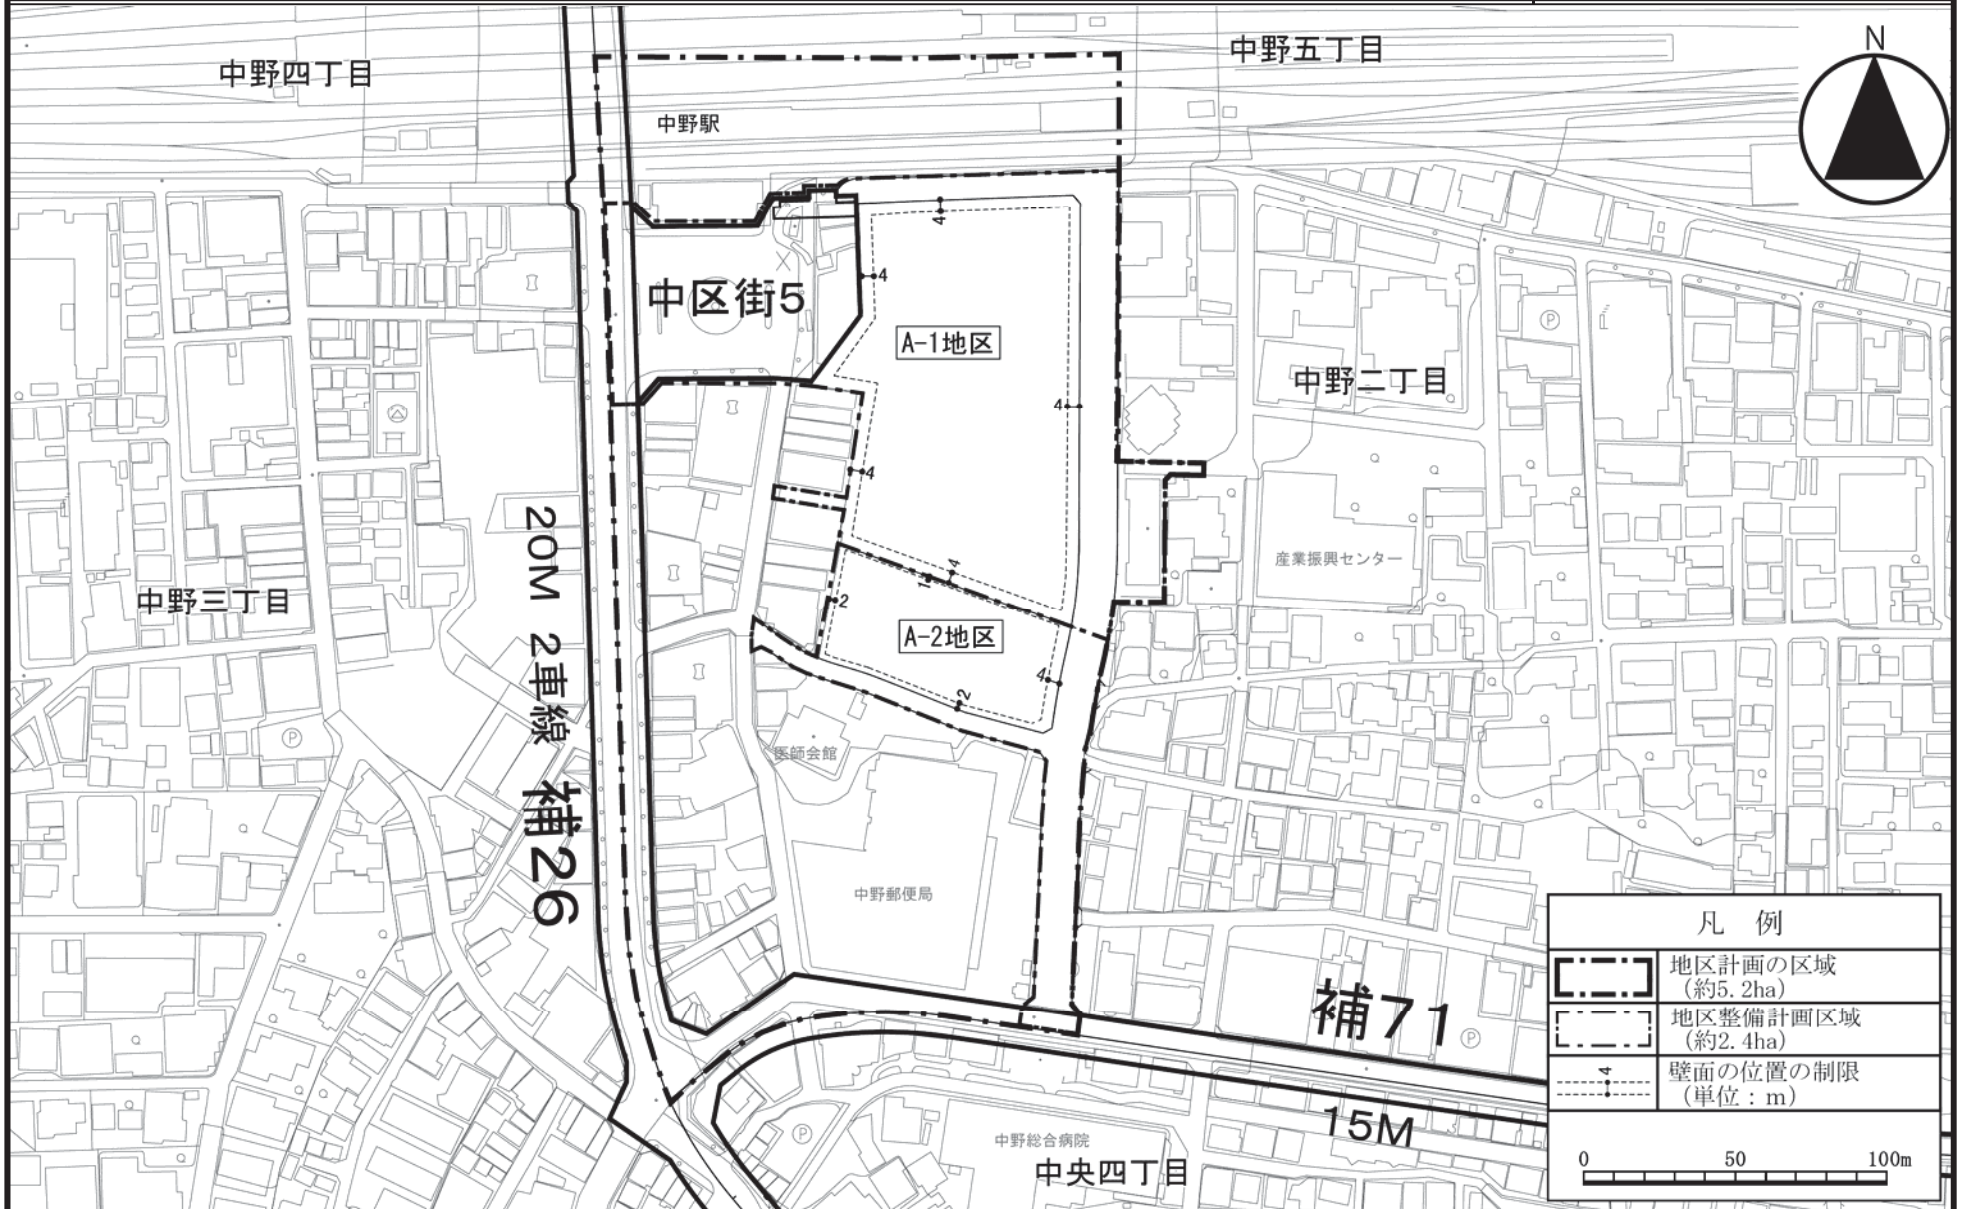 中野四丁目
中野五丁目
N
中野駅
4
中区街5
4
A-1地区
中野二丁目
4
4
20M 2車線
産業振興センター
中野三丁目
4
1
2
A-2地区
4
2
P
P
医師会館
補26
中野郵便局
凡 例
地区計画の区域
(約5.2ha)
地区整備計画区域
(約2.4ha)
4
壁面の位置の制限
(単位:m)
補71
P
15M
P
中野総合病院
中央四丁目
0 50 100m